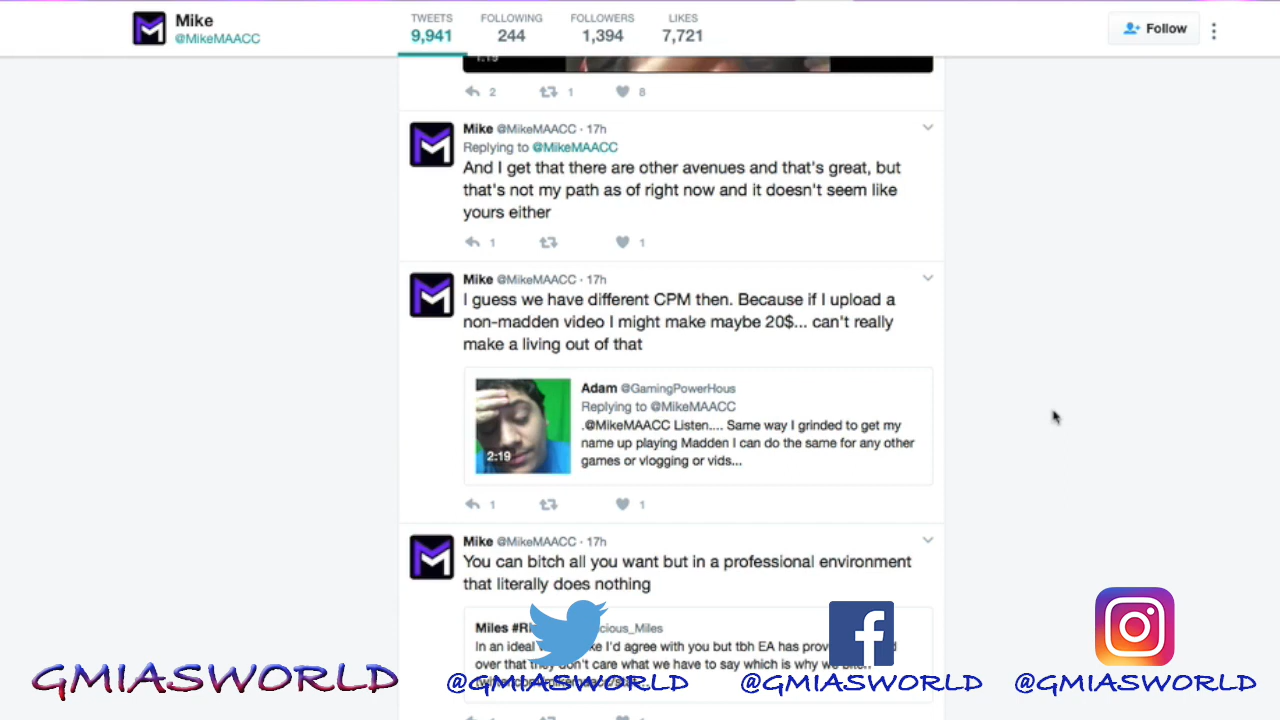 Mike
@MikeMAACC
TWEETS FOLLOWING FOLLOWERS LIKES
9,941 244 1,394 7,721
Follow
1:19
2 1 8
Mike @MikeMAACC · 17h
Replying to @MikeMAACC
And I get that there are other avenues and that's great, but
that's not my path as of right now and it doesn't seem like
yours either
1 1
Mike @MikeMAACC · 17h
I guess we have different CPM then. Because if I upload a
non-madden video I might make maybe 20$... can't really
make a living out of that
Adam @GamingPowerHous
Replying to @MikeMAACC
.@MikeMAACC Listen.... Same way I grinded to get my
name up playing Madden I can do the same for any other
games or vlogging or vids...
2:19
1 1
Mike @MikeMAACC · 17h
You can bitch all you want but in a professional environment
that literally does nothing
Miles
In an ideal I'd agree with you but tbh EA has
over that they don't care what we have to say which is why
GMIASWORLD
@GMIASWORLD
@GMIASWORLD
@GMIASWORLD